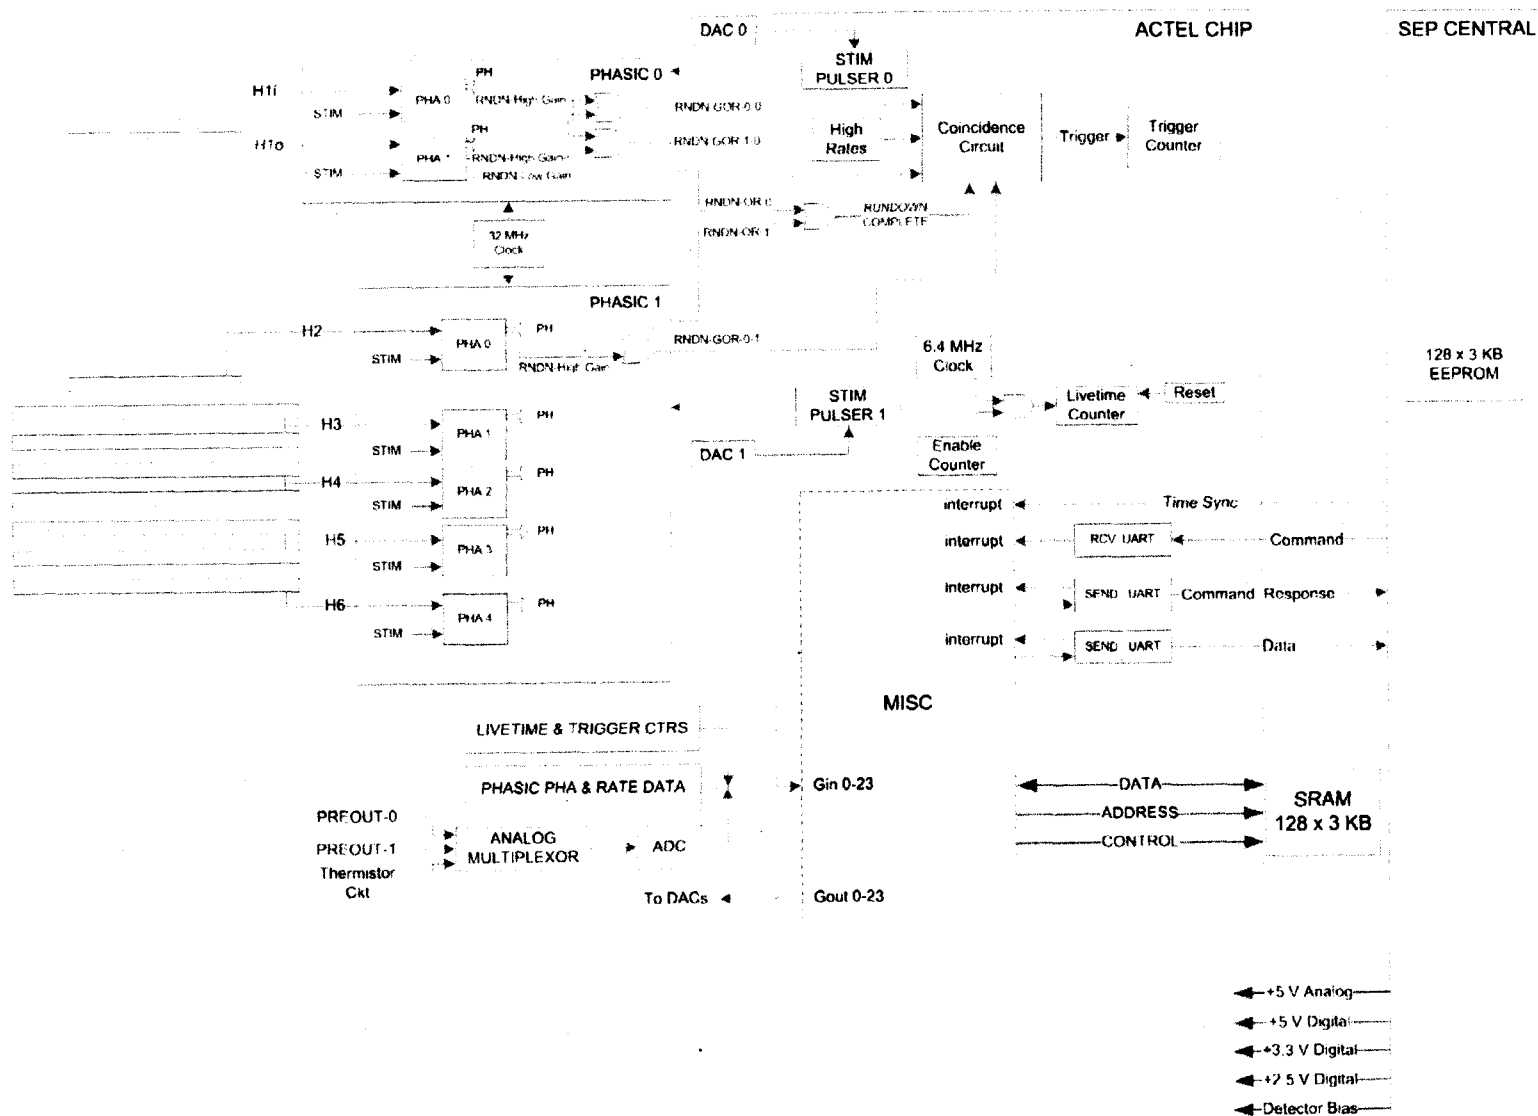 DAC 0
ACTEL CHIP
SEP CENTRAL
STIM
PULSER 0
PH
PHASIC 0
H1i
PHA 0
RNDN-High Gain
RNDN-GOR-0-0
STIM
PH
High
Rates
Coincidence
Circuit
Trigger
Trigger
Counter
RNDN-GOR-1-0
H1o
PHA 1
RNDN-High Gain
RNDN-Low Gain
STIM
RNDN-OR-0
RUNDOWN
COMPLETE
RNDN-OR-1
32 MHz
Clock
PHASIC 1
H2
PH
PHA 0
RNDN-GOR-0-1
STIM
RNDN-High Gain
6.4 MHz
Clock
128 x 3 KB
EEPROM
STIM
PULSER 1
Livetime
Counter
Reset
H3
PH
PHA 1
STIM
DAC 1
Enable
Counter
H4
PH
PHA 2
STIM
interrupt
Time Sync
H5
PH
PHA 3
STIM
interrupt
RCV UART
Command
interrupt
SEND UART
Command Response
H6
PH
PHA 4
STIM
interrupt
SEND UART
Data
MISC
LIVETIME & TRIGGER CTRS
PHASIC PHA & RATE DATA
Gin 0-23
DATA
ADDRESS
CONTROL
SRAM
128 x 3 KB
PREOUT-0
PREOUT-1
Thermistor
Ckt
ANALOG
MULTIPLEXOR
ADC
To DACs
Gout 0-23
+5 V Analog
+5 V Digital
+3.3 V Digital
+2.5 V Digital
Detector Bias